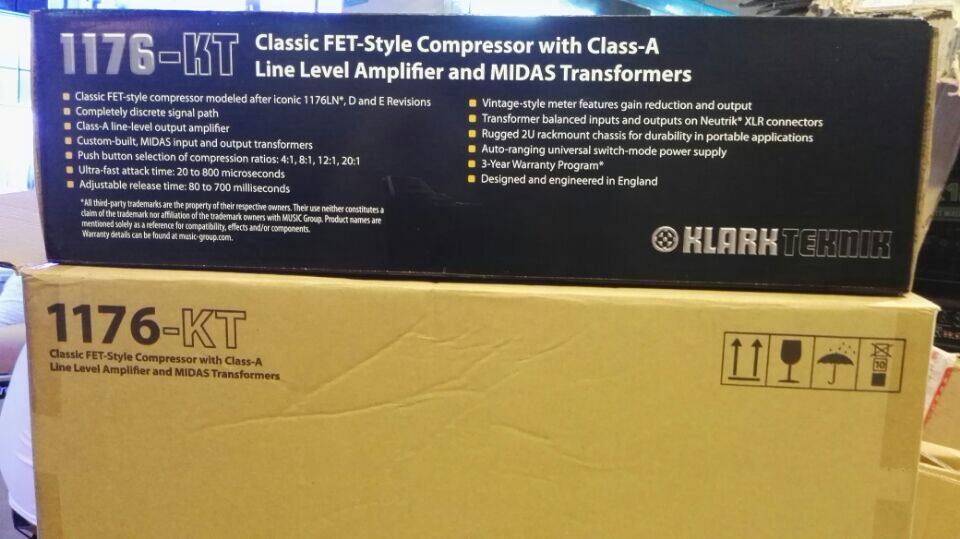 1176-KT
Classic FET-Style Compressor with Class-A
Line Level Amplifier and MIDAS Transformers
Classic FET-style compressor modeled after iconic 1176LN*, D and E Revisions
Completely discrete signal path
Class-A line-level output amplifier
Custom-built, MIDAS input and output transformers
Push button selection of compression ratios: 4:1, 8:1, 12:1, 20:1
Ultra-fast attack time: 20 to 800 microseconds
Adjustable release time: 80 to 700 milliseconds
Vintage-style meter features gain reduction and output
Transformer balanced inputs and outputs on Neutrik* XLR connectors
Rugged 2U rackmount chassis for durability in portable applications
Auto-ranging universal switch-mode power supply
3-Year Warranty Program*
Designed and engineered in England
*All third-party trademarks are the property of their respective owners. Their use neither constitutes a
claim of the trademark nor affiliation of the trademark owners with MUSIC Group. Product names are
mentioned solely as a reference for compatibility, effects and/or components.
Warranty details can be found at music-group.com.
KLARK TEKNIK
1176-KT
Classic FET-Style Compressor with Class-A
Line Level Amplifier and MIDAS Transformers
10